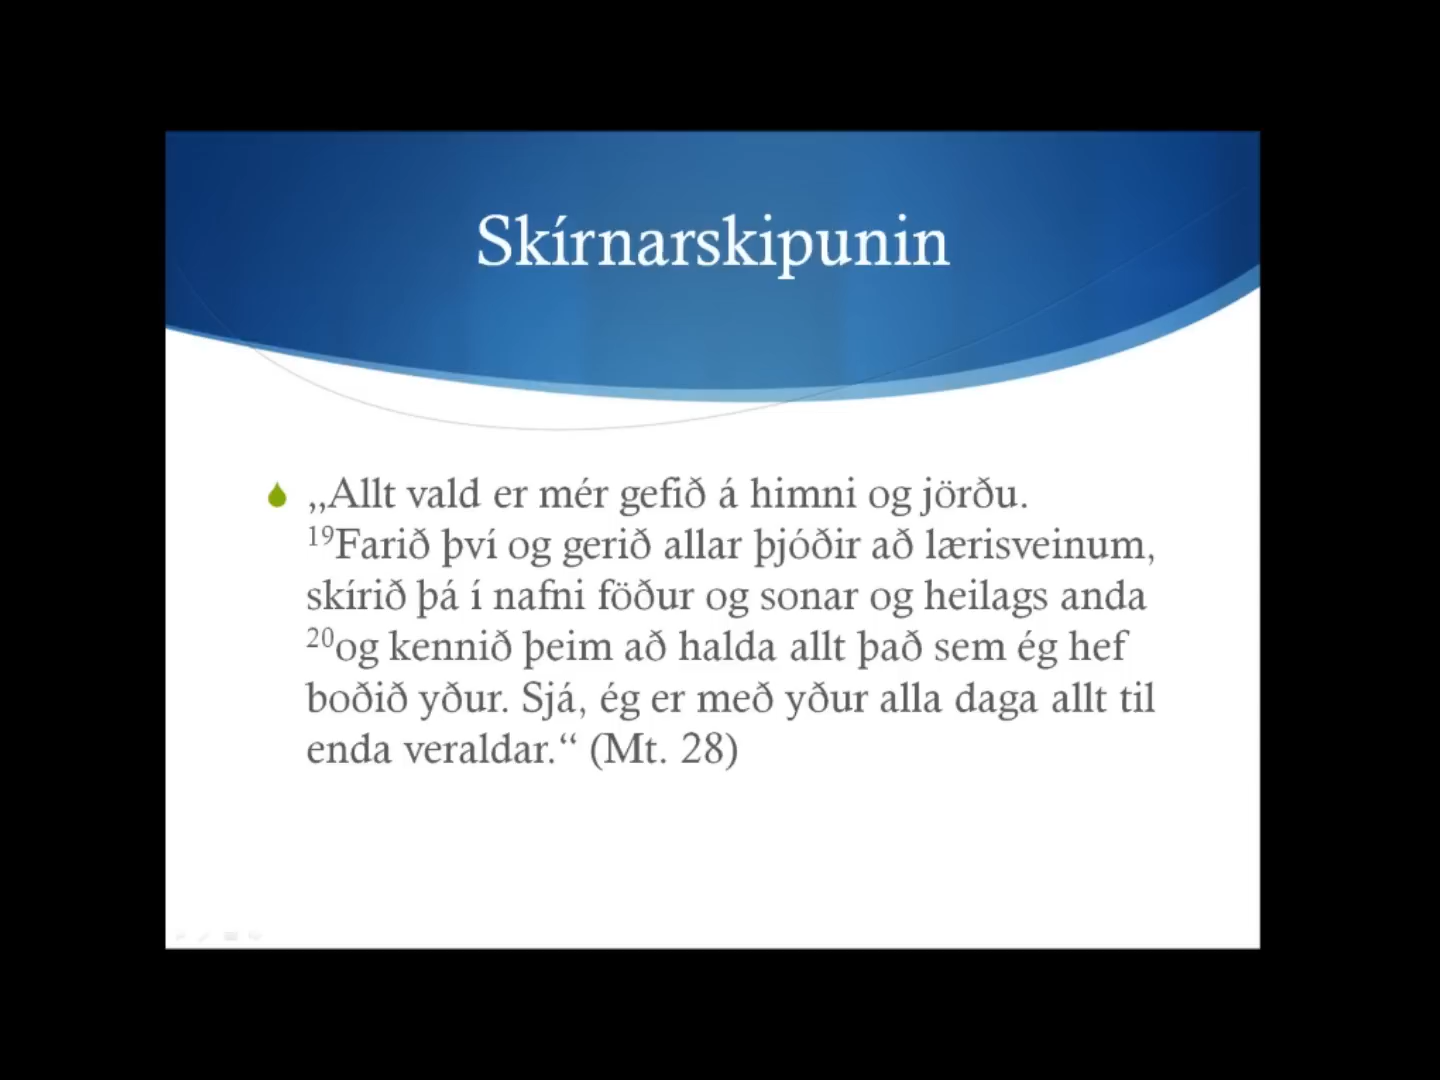 Skírnarskipunin
„Allt vald er mér gefið á himni og jörðu.
19Farið því og gerið allar þjóðir að lærisveinum,
skírið þá í nafni föður og sonar og heilags anda
20og kennið þeim að halda allt það sem ég hef
boðið yður. Sjá, ég er með yður alla daga allt til
enda veraldar.“ (Mt. 28)